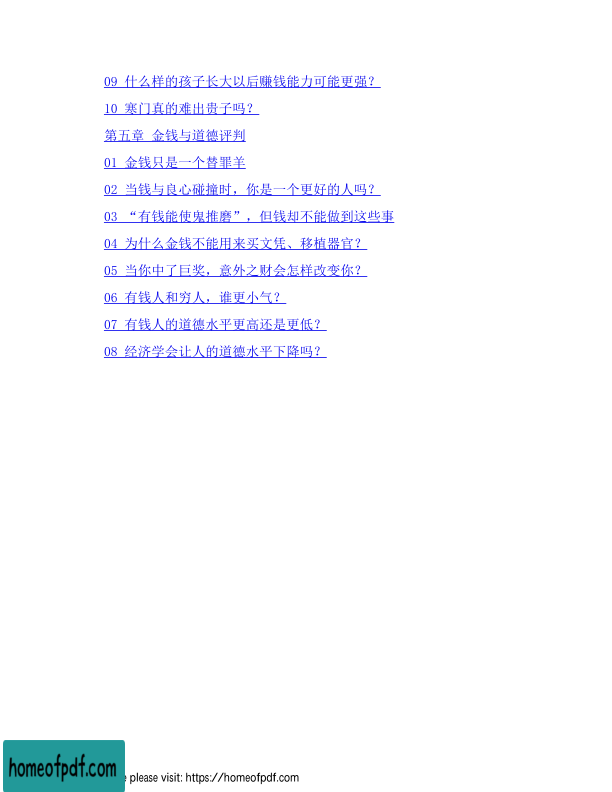 09 什么样的孩子长大以后赚钱能力可能更强？
10 寒门真的难出贵子吗？
第五章 金钱与道德评判
01 金钱只是一个替罪羊
02 当钱与良心碰撞时，你是一个更好的人吗？
03 “有钱能使鬼推磨”，但钱却不能做到这些事
04 为什么金钱不能用来买文凭、移植器官？
05 当你中了巨奖，意外之财会怎样改变你？
06 有钱人和穷人，谁更小气？
07 有钱人的道德水平更高还是更低？
08 经济学会让人的道德水平下降吗？
homeofpdf.com
please visit: https://homeofpdf.com